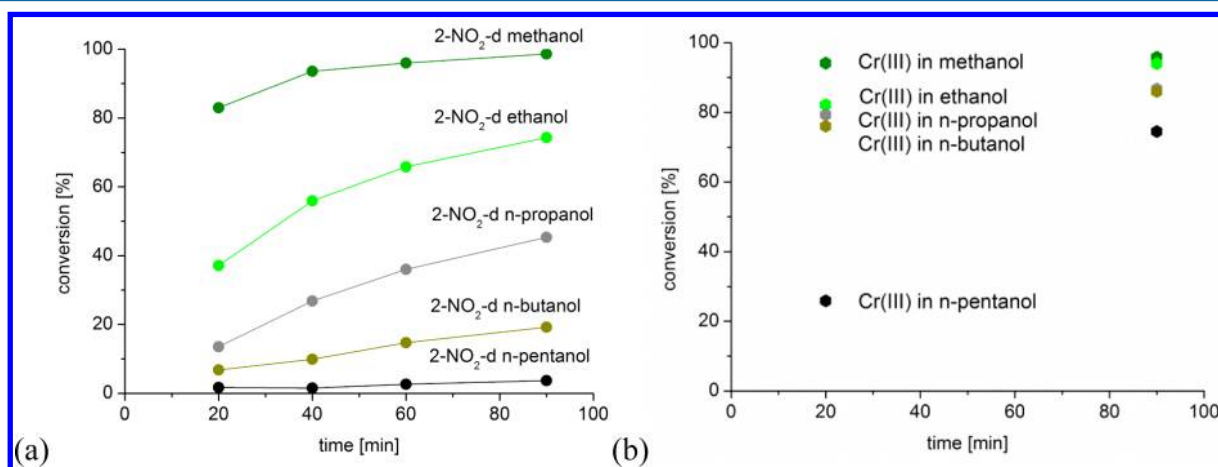 2-NO₂-d methanol
2-NO₂-d ethanol
2-NO₂-d n-propanol
2-NO₂-d n-butanol
2-NO₂-d n-pentanol
conversion [%]
100
80
60
40
20
0
0 20 40 60 80 100
time [min]
(a)
Cr(III) in methanol
Cr(III) in ethanol
Cr(III) in n-propanol
Cr(III) in n-butanol
Cr(III) in n-pentanol
conversion [%]
100
80
60
40
20
0
0 20 40 60 80 100
time [min]
(b)